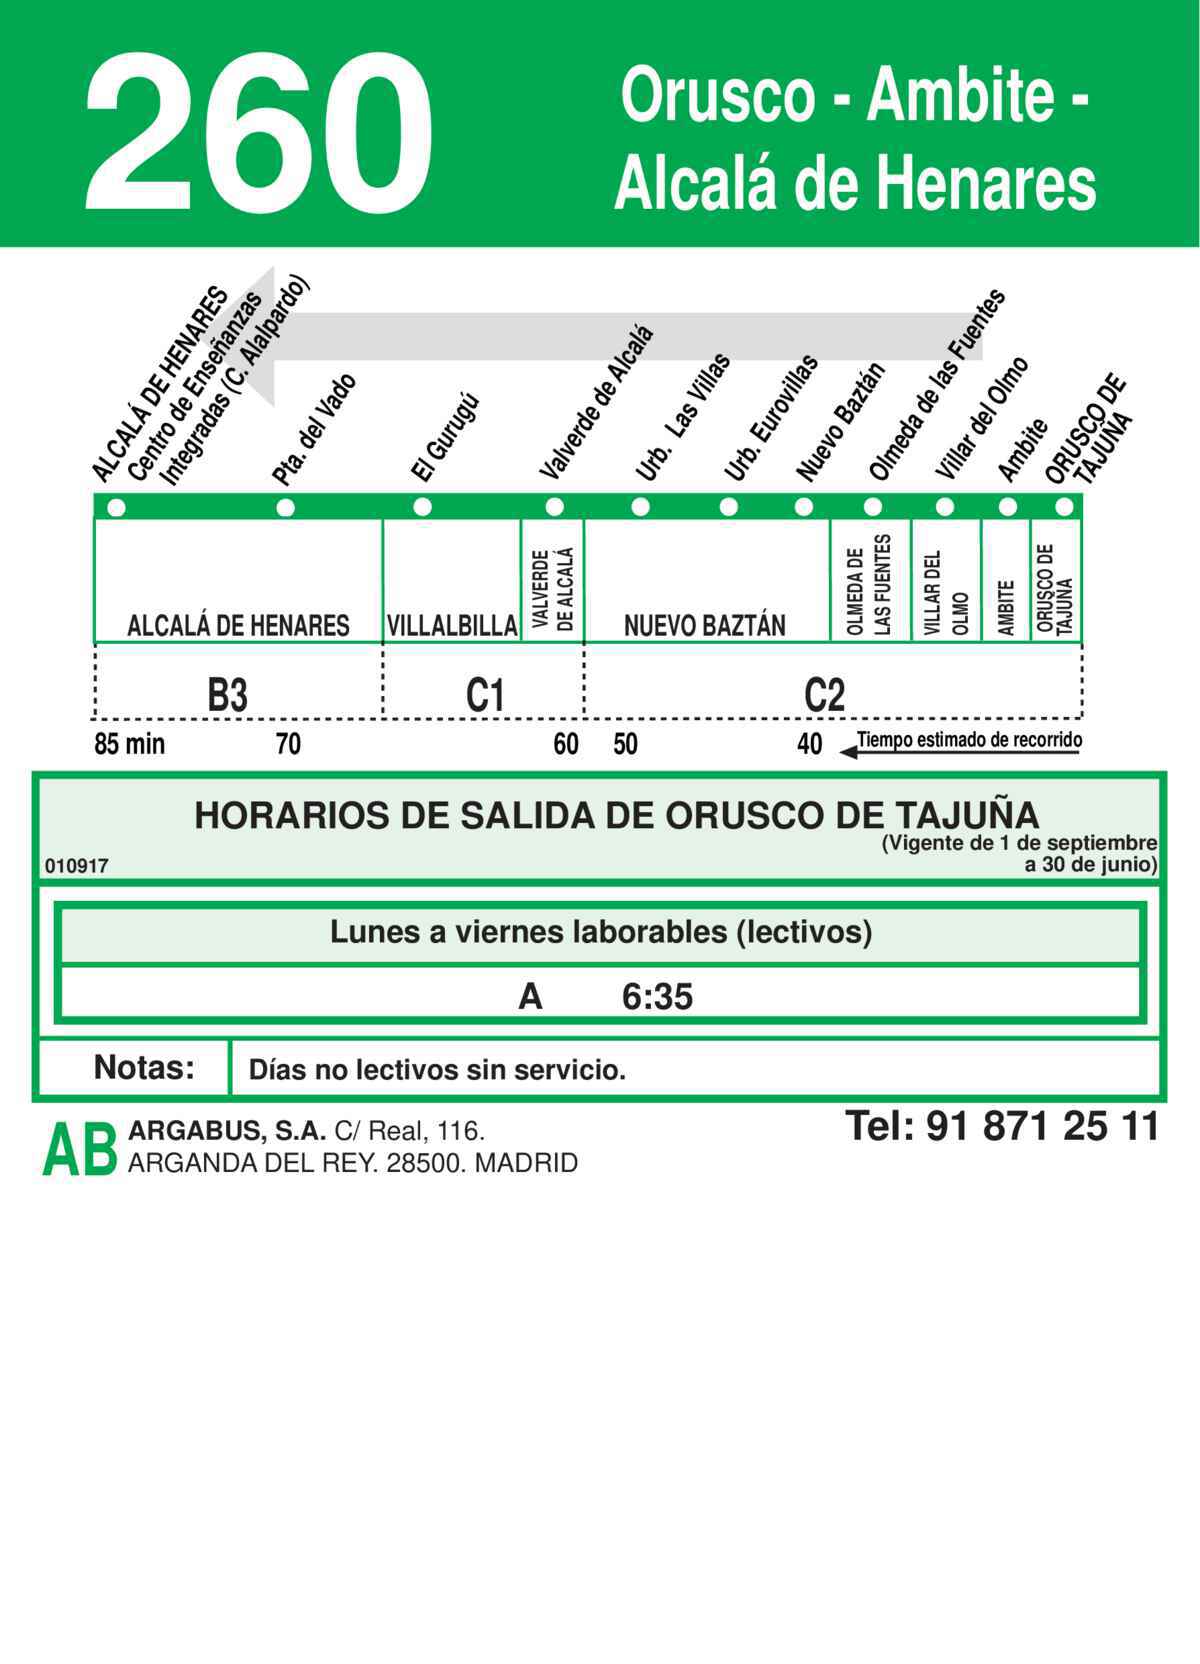 260
Orusco - Ambite -
Alcalá de Henares
ALCALÁ DE HENARES
Centro de Enseñanzas
Integradas (C. Alalpardo)
Pta. del Vado
El Gurugú
Valverde de Alcalá
Urb. Las Villas
Urb. Eurovillas
Nuevo Baztán
Olmeda de las Fuentes
Villar del Olmo
Ambite
ORUSCO DE
TAJUÑA
ALCALÁ DE HENARES
VILLALBILLA
VALVERDE
DE ALCALÁ
NUEVO BAZTÁN
OLMEDA DE
LAS FUENTES
VILLAR DEL
OLMO
AMBITE
ORUSCO DE
TAJUÑA
B3 C1 C2
85 min 70 60 50 40 Tiempo estimado de recorrido
HORARIOS DE SALIDA DE ORUSCO DE TAJUÑA
(Vigente de 1 de septiembre
a 30 de junio)
010917
Lunes a viernes laborables (lectivos)
A 6:35
Notas: Días no lectivos sin servicio.
AB
ARGABUS, S.A. C/ Real, 116.
ARGANDA DEL REY. 28500. MADRID
Tel: 91 871 25 11